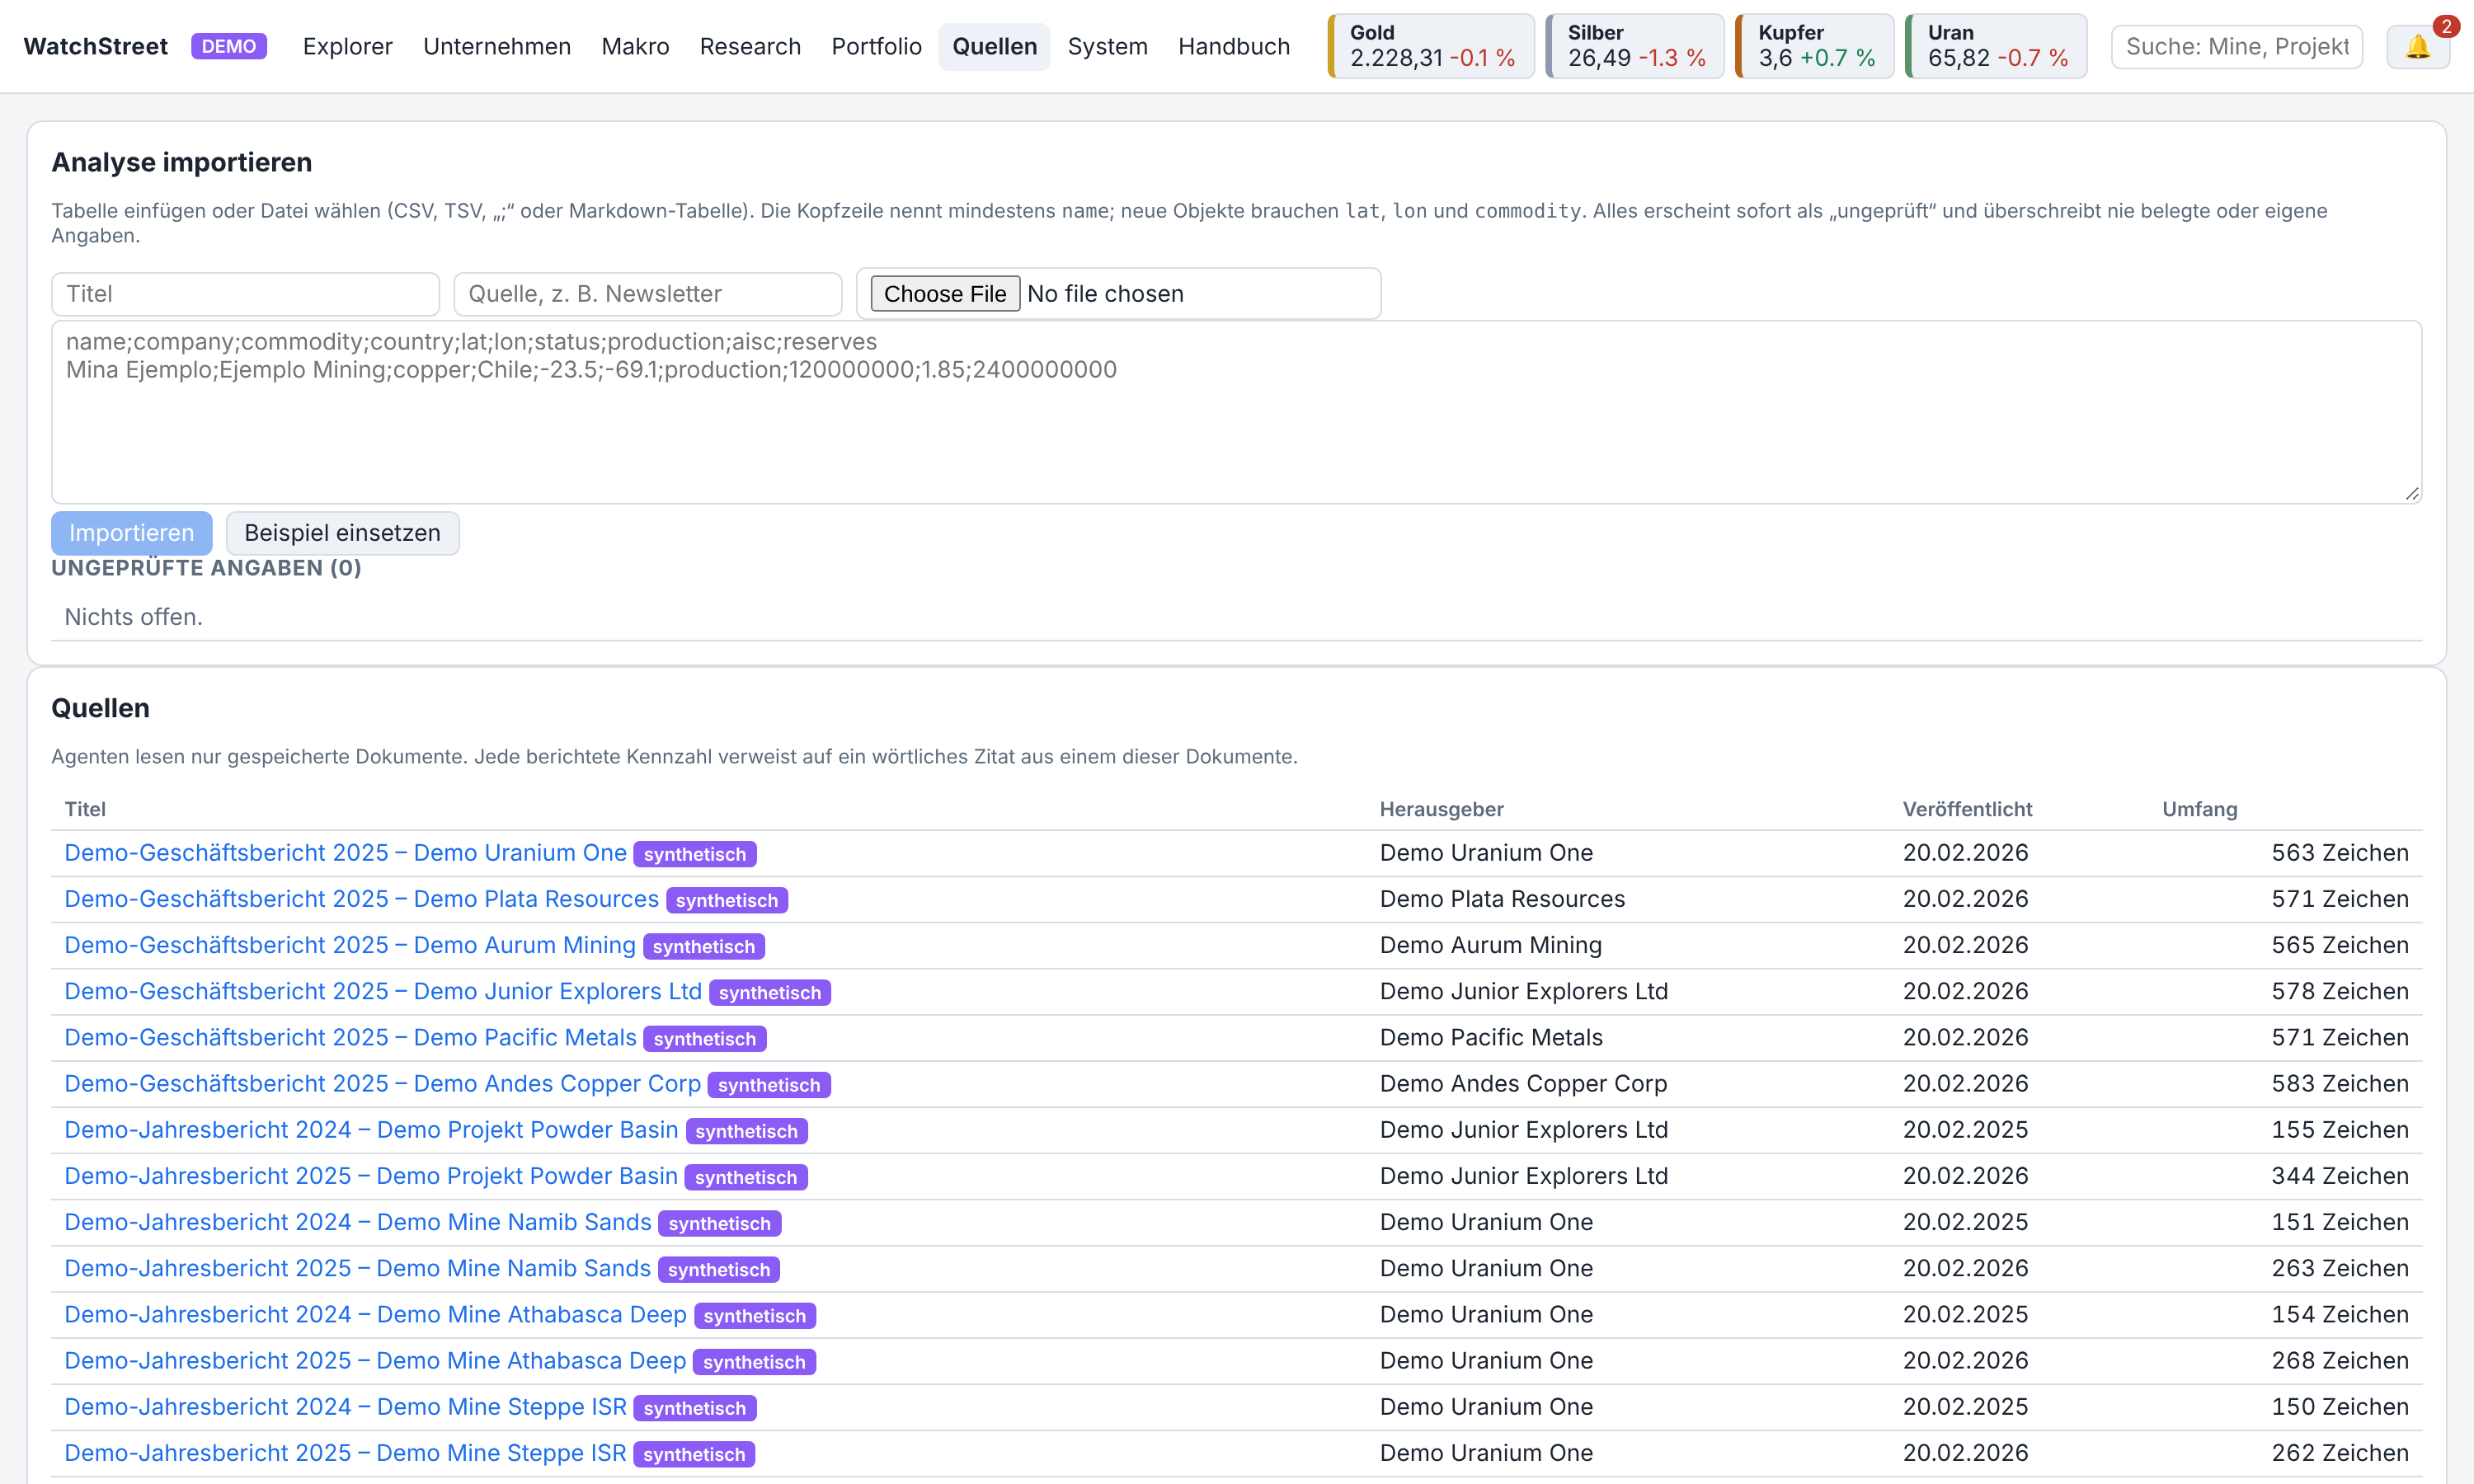 WatchStreet DEMO Explorer Unternehmen Makro Research Portfolio Quellen System Handbuch
Gold
2.228,31 -0.1 %
Silber
26,49 -1.3 %
Kupfer
3,6 +0.7 %
Uran
65,82 -0.7 %
Suche: Mine, Projekt
2
Analyse importieren
Tabelle einfügen oder Datei wählen (CSV, TSV, „;“ oder Markdown-Tabelle). Die Kopfzeile nennt mindestens name; neue Objekte brauchen lat, lon und commodity. Alles erscheint sofort als „ungeprüft“ und überschreibt nie belegte oder eigene
Angaben.
Titel
Quelle, z. B. Newsletter
Choose File No file chosen
name;company;commodity;country;lat;lon;status;production;aisc;reserves
Mina Ejemplo;Ejemplo Mining;copper;Chile;-23.5;-69.1;production;120000000;1.85;2400000000
Importieren Beispiel einsetzen
UNGEPRÜFTE ANGABEN (0)
Nichts offen.
Quellen
Agenten lesen nur gespeicherte Dokumente. Jede berichtete Kennzahl verweist auf ein wörtliches Zitat aus einem dieser Dokumente.
Titel Herausgeber Veröffentlicht Umfang
Demo-Geschäftsbericht 2025 – Demo Uranium One synthetisch Demo Uranium One 20.02.2026 563 Zeichen
Demo-Geschäftsbericht 2025 – Demo Plata Resources synthetisch Demo Plata Resources 20.02.2026 571 Zeichen
Demo-Geschäftsbericht 2025 – Demo Aurum Mining synthetisch Demo Aurum Mining 20.02.2026 565 Zeichen
Demo-Geschäftsbericht 2025 – Demo Junior Explorers Ltd synthetisch Demo Junior Explorers Ltd 20.02.2026 578 Zeichen
Demo-Geschäftsbericht 2025 – Demo Pacific Metals synthetisch Demo Pacific Metals 20.02.2026 571 Zeichen
Demo-Geschäftsbericht 2025 – Demo Andes Copper Corp synthetisch Demo Andes Copper Corp 20.02.2026 583 Zeichen
Demo-Jahresbericht 2024 – Demo Projekt Powder Basin synthetisch Demo Junior Explorers Ltd 20.02.2025 155 Zeichen
Demo-Jahresbericht 2025 – Demo Projekt Powder Basin synthetisch Demo Junior Explorers Ltd 20.02.2026 344 Zeichen
Demo-Jahresbericht 2024 – Demo Mine Namib Sands synthetisch Demo Uranium One 20.02.2025 151 Zeichen
Demo-Jahresbericht 2025 – Demo Mine Namib Sands synthetisch Demo Uranium One 20.02.2026 263 Zeichen
Demo-Jahresbericht 2024 – Demo Mine Athabasca Deep synthetisch Demo Uranium One 20.02.2025 154 Zeichen
Demo-Jahresbericht 2025 – Demo Mine Athabasca Deep synthetisch Demo Uranium One 20.02.2026 268 Zeichen
Demo-Jahresbericht 2024 – Demo Mine Steppe ISR synthetisch Demo Uranium One 20.02.2025 150 Zeichen
Demo-Jahresbericht 2025 – Demo Mine Steppe ISR synthetisch Demo Uranium One 20.02.2026 262 Zeichen